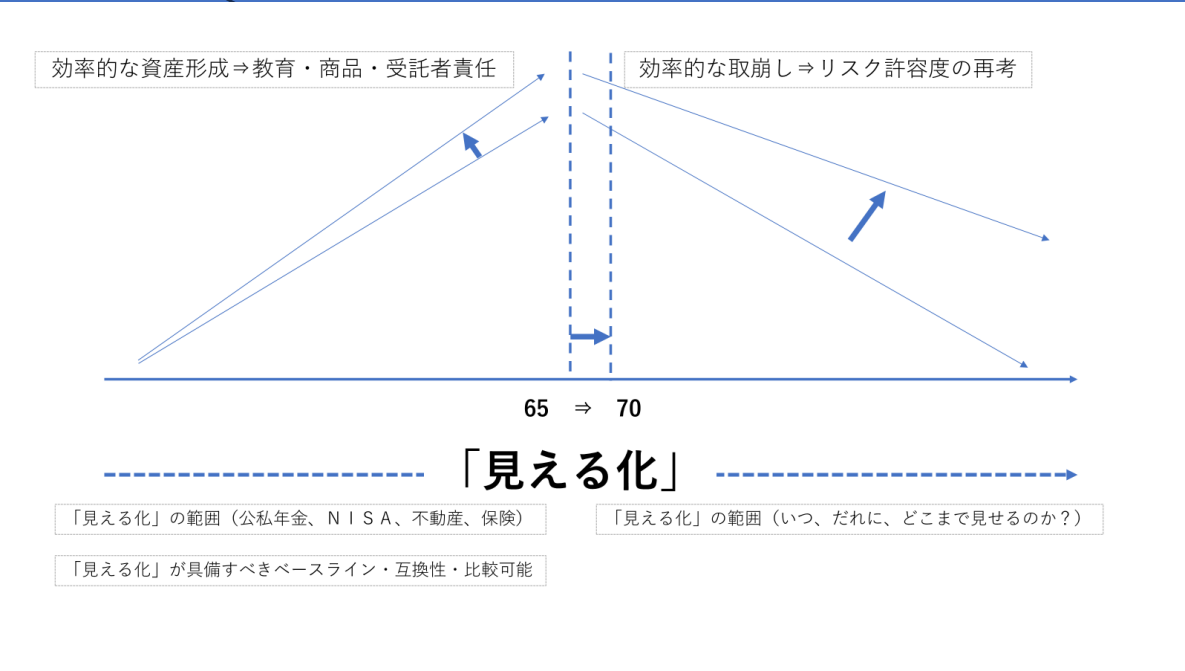 効率的な資産形成⇒教育・商品・受託者責任
効率的な取崩し⇒リスク許容度の再考
65 ⇒ 70
「見える化」
「見える化」の範囲（公私年金、ＮＩＳＡ、不動産、保険）
「見える化」の範囲（いつ、だれに、どこまで見せるのか？）
「見える化」が具備すべきベースライン・互換性・比較可能